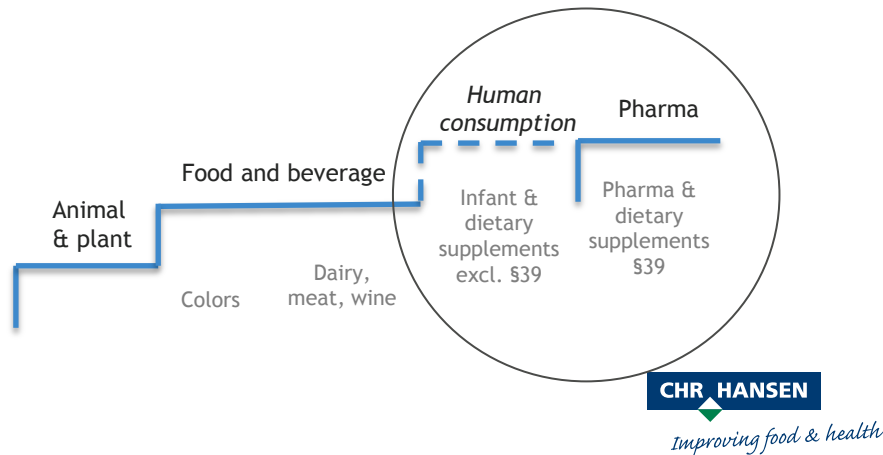 Human
consumption
Pharma
Food and beverage
Animal
& plant
Infant &
dietary
supplements
excl. §39
Pharma &
dietary
supplements
§39
Dairy,
meat, wine
Colors
CHR HANSEN
Improving food & health